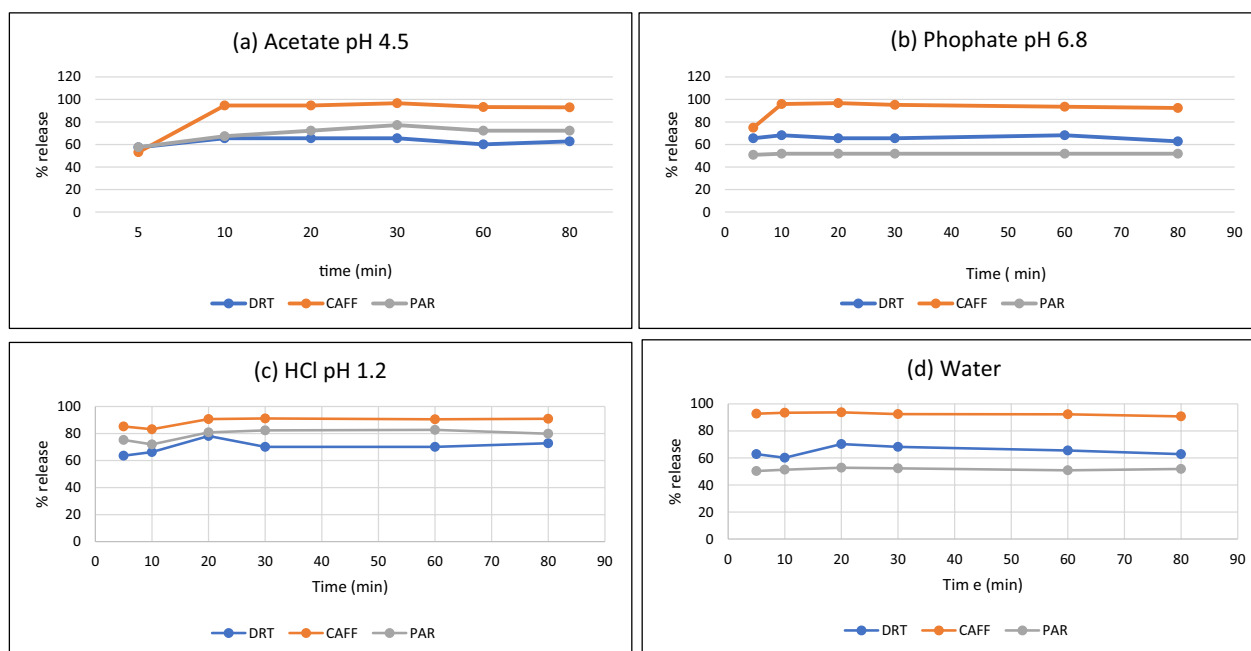 (a) Acetate pH 4.5
% release
120
100
80
60
40
20
0
5 10 20 30 60 80
time (min)
DRT CAFF PAR
(b) Phophate pH 6.8
% release
120
100
80
60
40
20
0
0 10 20 30 40 50 60 70 80 90
Time ( min)
DRT CAFF PAR
(c) HCl pH 1.2
% release
100
80
60
40
20
0
0 10 20 30 40 50 60 70 80 90
Time (min)
DRT CAFF PAR
(d) Water
% release
100
80
60
40
20
0
0 10 20 30 40 50 60 70 80 90
Tim e (min)
DRT CAFF PAR